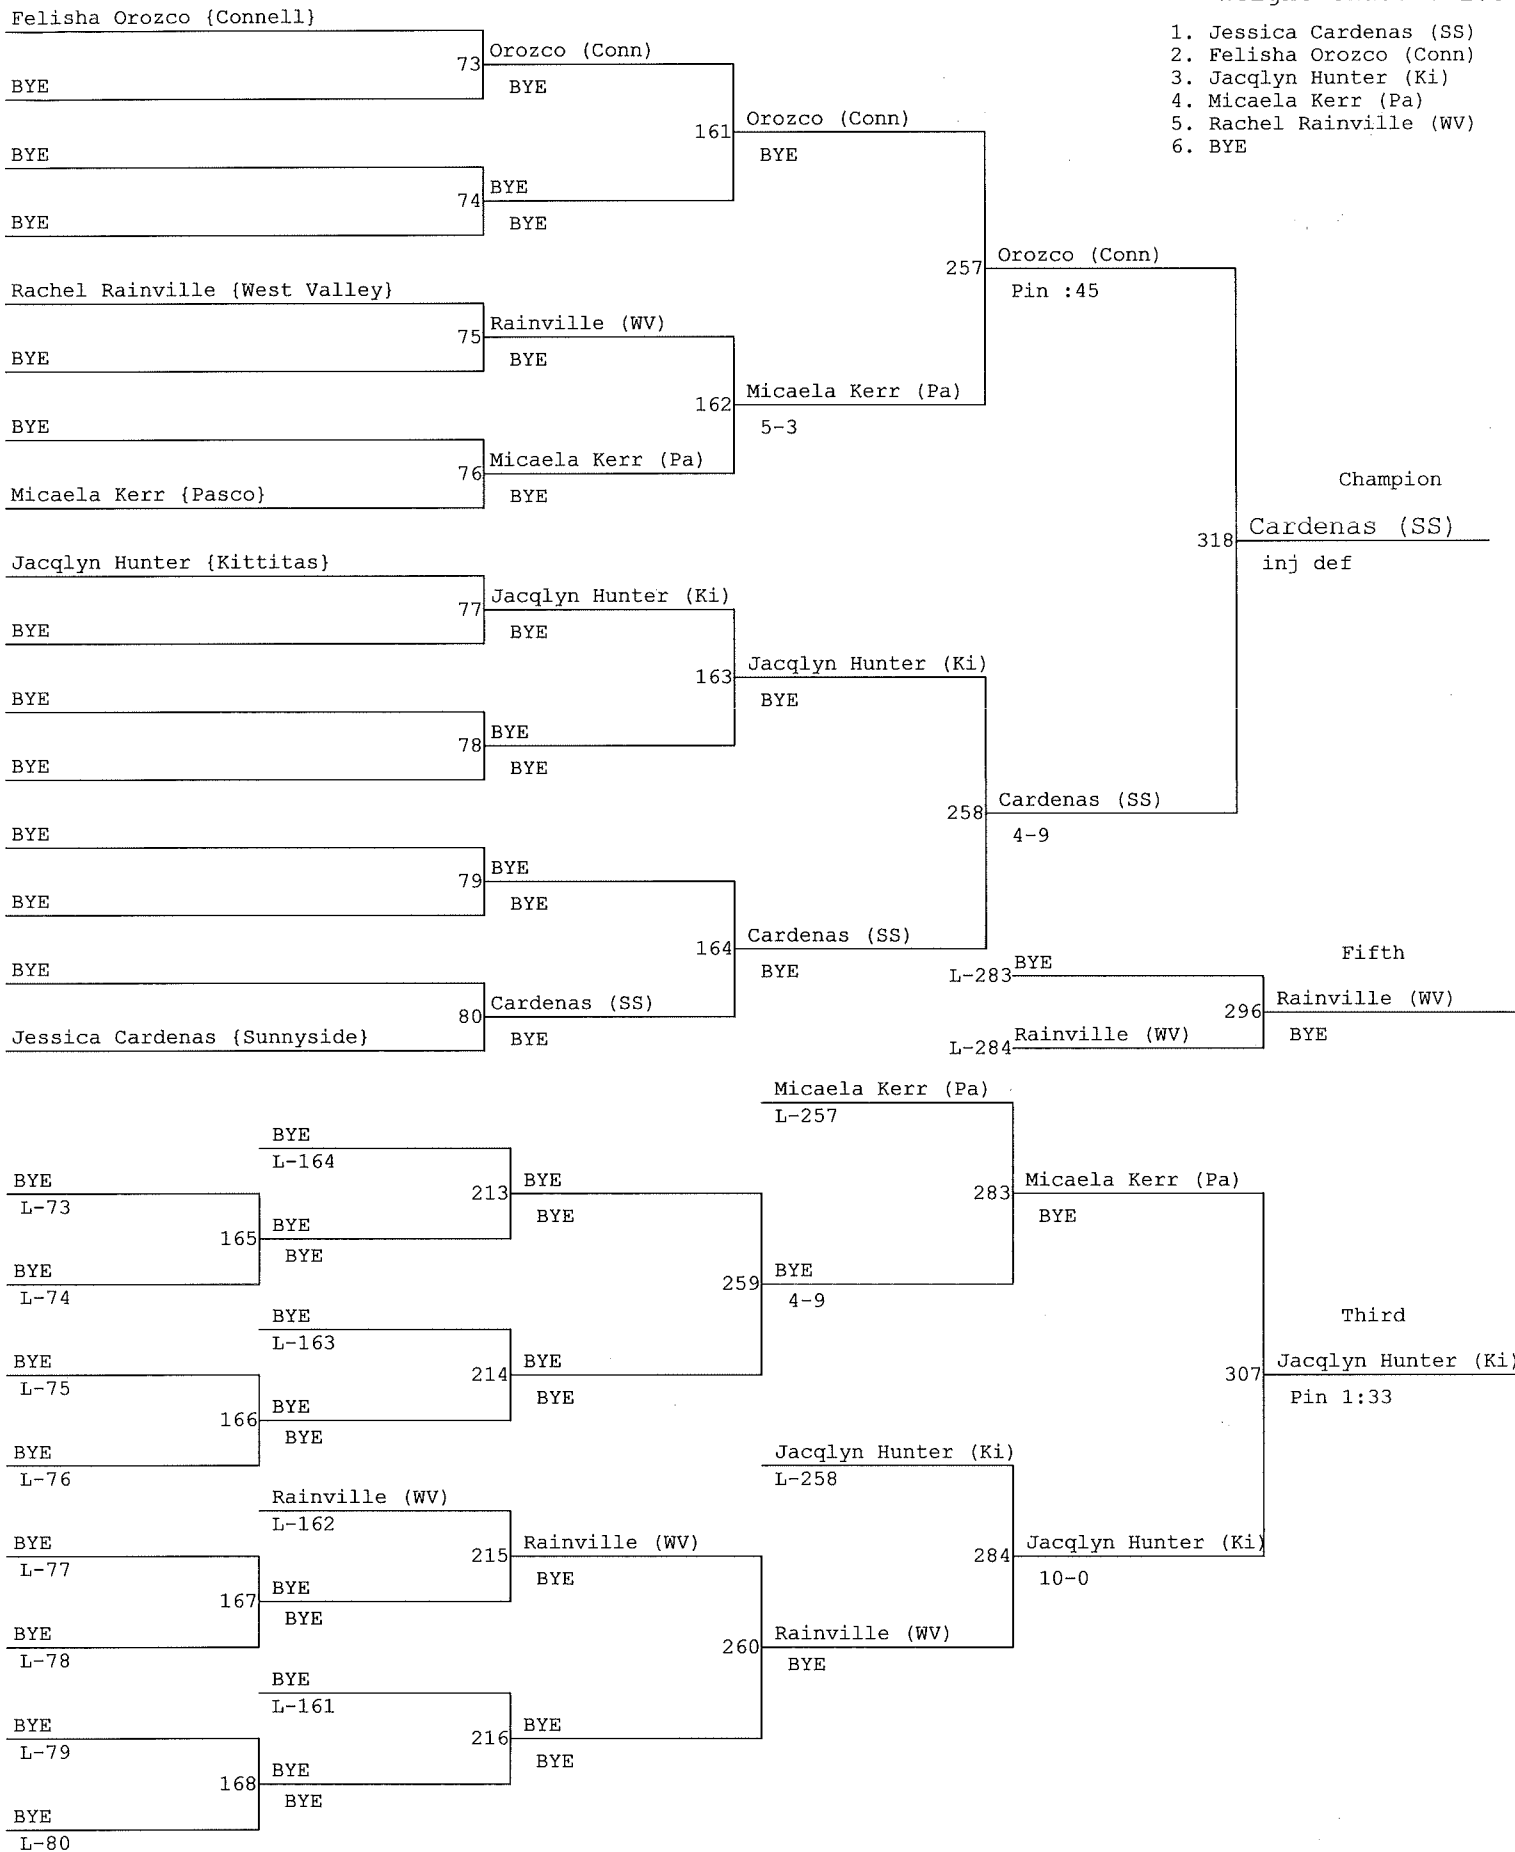 1. Jessica Cardenas (SS)
2. Felisha Orozco (Conn)
3. Jacqlyn Hunter (Ki)
4. Micaela Kerr (Pa)
5. Rachel Rainville (WV)
6. BYE
Felisha Orozco {Connell}
73
BYE
Orozco (Conn)
BYE
BYE
74
BYE
BYE
BYE
161
Orozco (Conn)
BYE
Rachel Rainville {West Valley}
75
BYE
Rainville (WV)
BYE
BYE
76
Micaela Kerr {Pasco}
Micaela Kerr (Pa)
BYE
162
Micaela Kerr (Pa)
5-3
257
Orozco (Conn)
Pin :45
Jacqlyn Hunter {Kittitas}
77
BYE
Jacqlyn Hunter (Ki)
BYE
BYE
78
BYE
BYE
BYE
163
Jacqlyn Hunter (Ki)
BYE
BYE
79
BYE
BYE
BYE
BYE
80
Jessica Cardenas {Sunnyside}
Cardenas (SS)
BYE
164
Cardenas (SS)
BYE
258
Cardenas (SS)
4-9
318
Champion
Cardenas (SS)
inj def
L-283
BYE
L-284
Rainville (WV)
296
Fifth
Rainville (WV)
BYE
Micaela Kerr (Pa)
L-257
BYE
L-164
BYE
L-73
165
BYE
L-74
BYE
BYE
213
BYE
BYE
BYE
L-163
BYE
L-75
166
BYE
L-76
BYE
BYE
214
BYE
BYE
259
BYE
4-9
283
Micaela Kerr (Pa)
BYE
Jacqlyn Hunter (Ki)
L-258
Rainville (WV)
L-162
BYE
L-77
167
BYE
L-78
BYE
BYE
215
Rainville (WV)
BYE
BYE
L-161
BYE
L-79
168
BYE
L-80
BYE
BYE
216
BYE
BYE
260
Rainville (WV)
BYE
284
Jacqlyn Hunter (Ki)
10-0
307
Third
Jacqlyn Hunter (Ki)
Pin 1:33